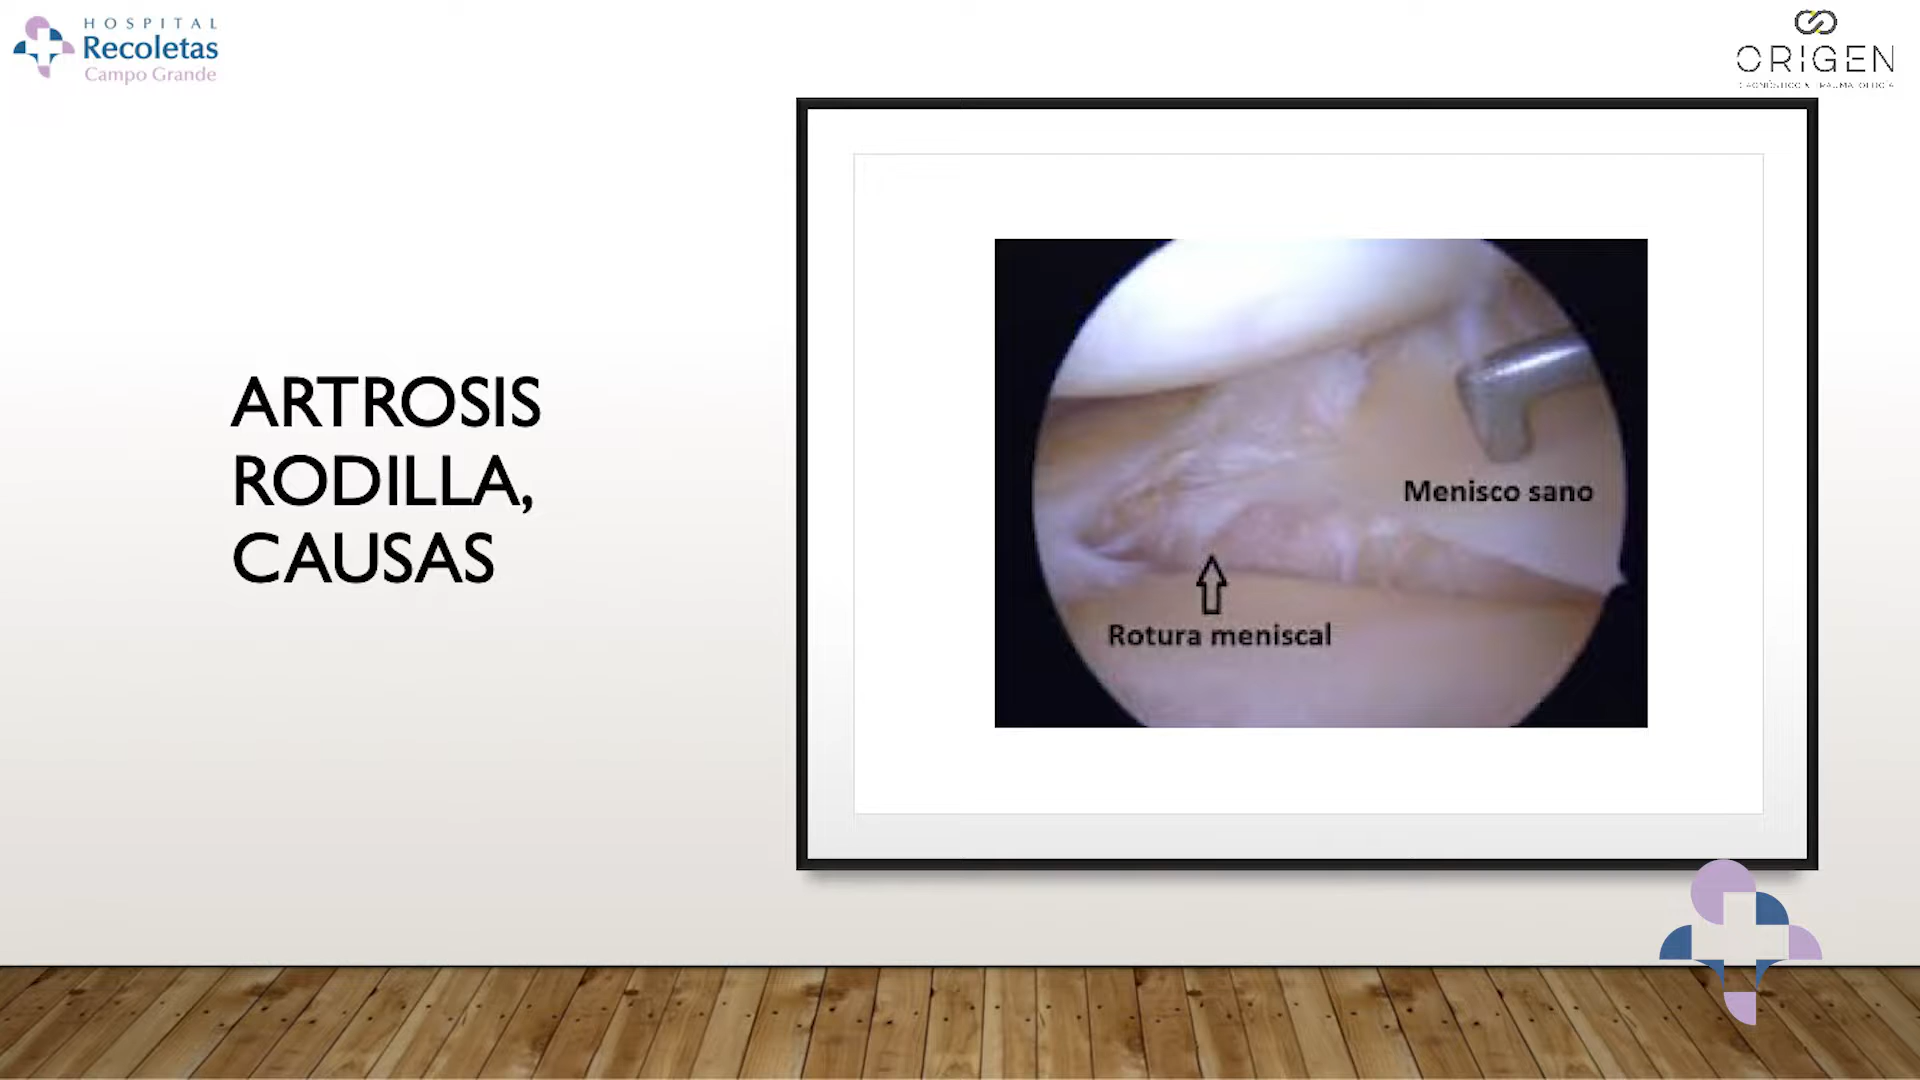 HOSPITAL
Recoletas
Campo Grande
ORIGEN
ARTROSIS
RODILLA,
CAUSAS
Menisco sano
Rotura meniscal